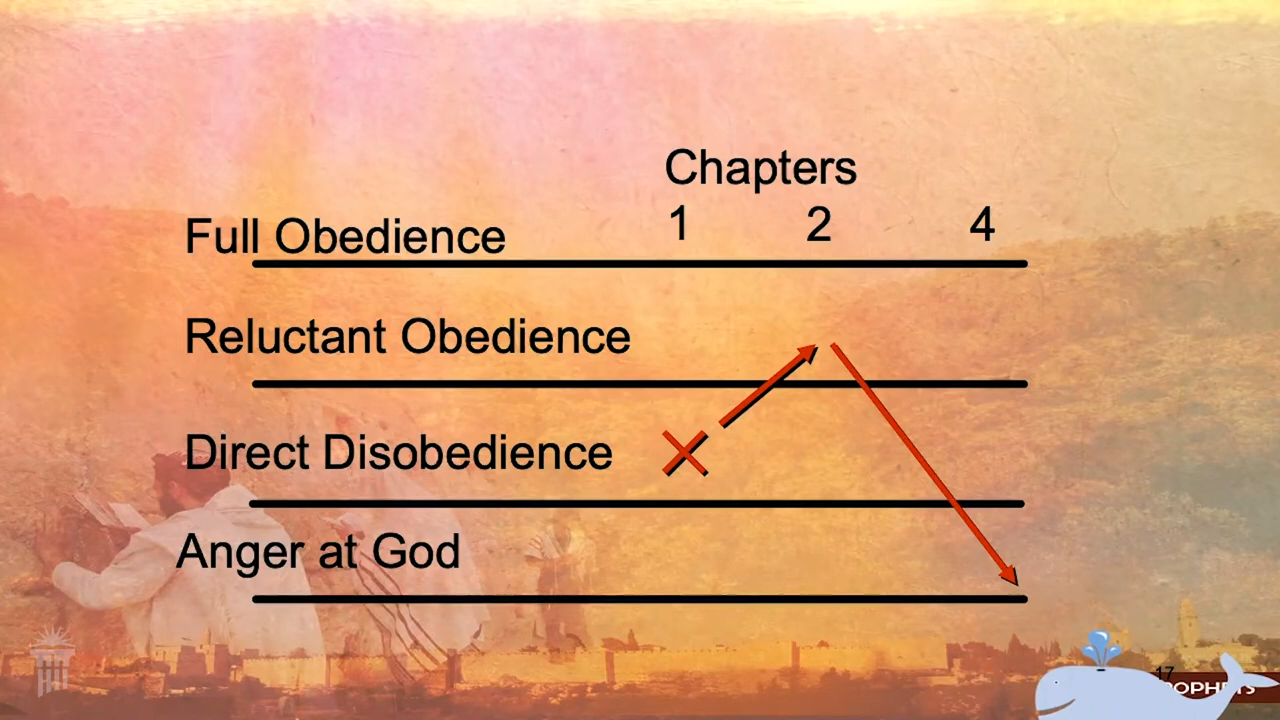 Chapters
1 2 4
Full Obedience
Reluctant Obedience
Direct Disobedience
Anger at God
17